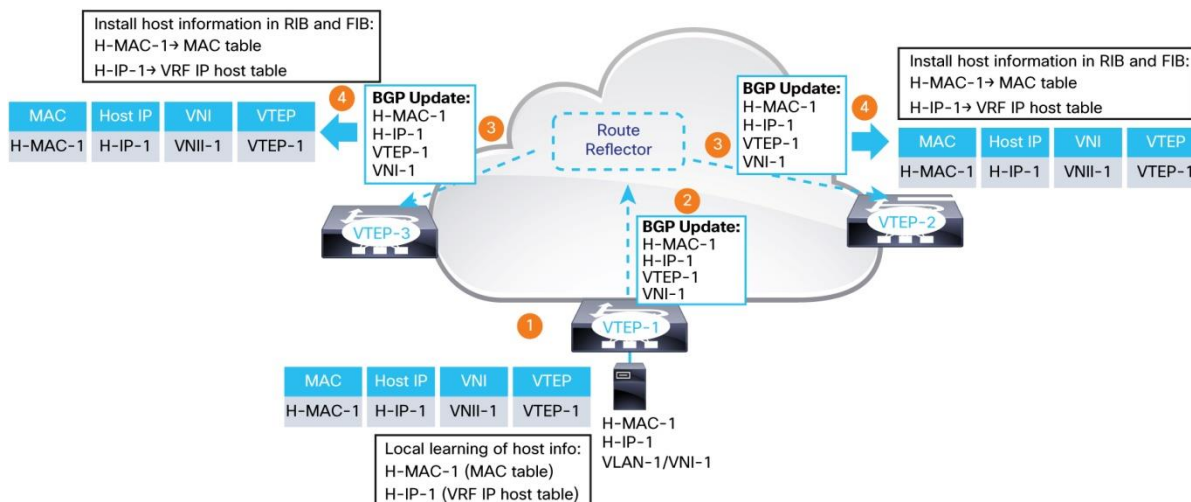 Install host information in RIB and FIB:
H-MAC-1→ MAC table
H-IP-1→ VRF IP host table
4
MAC Host IP VNI VTEP
H-MAC-1 H-IP-1 VNII-1 VTEP-1
BGP Update:
H-MAC-1
H-IP-1
VTEP-1
VNI-1
3
VTEP-3
Route
Reflector
3
BGP Update:
H-MAC-1
H-IP-1
VTEP-1
VNI-1
4
Install host information in RIB and FIB:
H-MAC-1→ MAC table
H-IP-1→ VRF IP host table
MAC Host IP VNI VTEP
H-MAC-1 H-IP-1 VNII-1 VTEP-1
VTEP-2
2
BGP Update:
H-MAC-1
H-IP-1
VTEP-1
VNI-1
1
VTEP-1
MAC Host IP VNI VTEP
H-MAC-1 H-IP-1 VNII-1 VTEP-1
H-MAC-1
H-IP-1
VLAN-1/VNI-1
Local learning of host info:
H-MAC-1 (MAC table)
H-IP-1 (VRF IP host table)